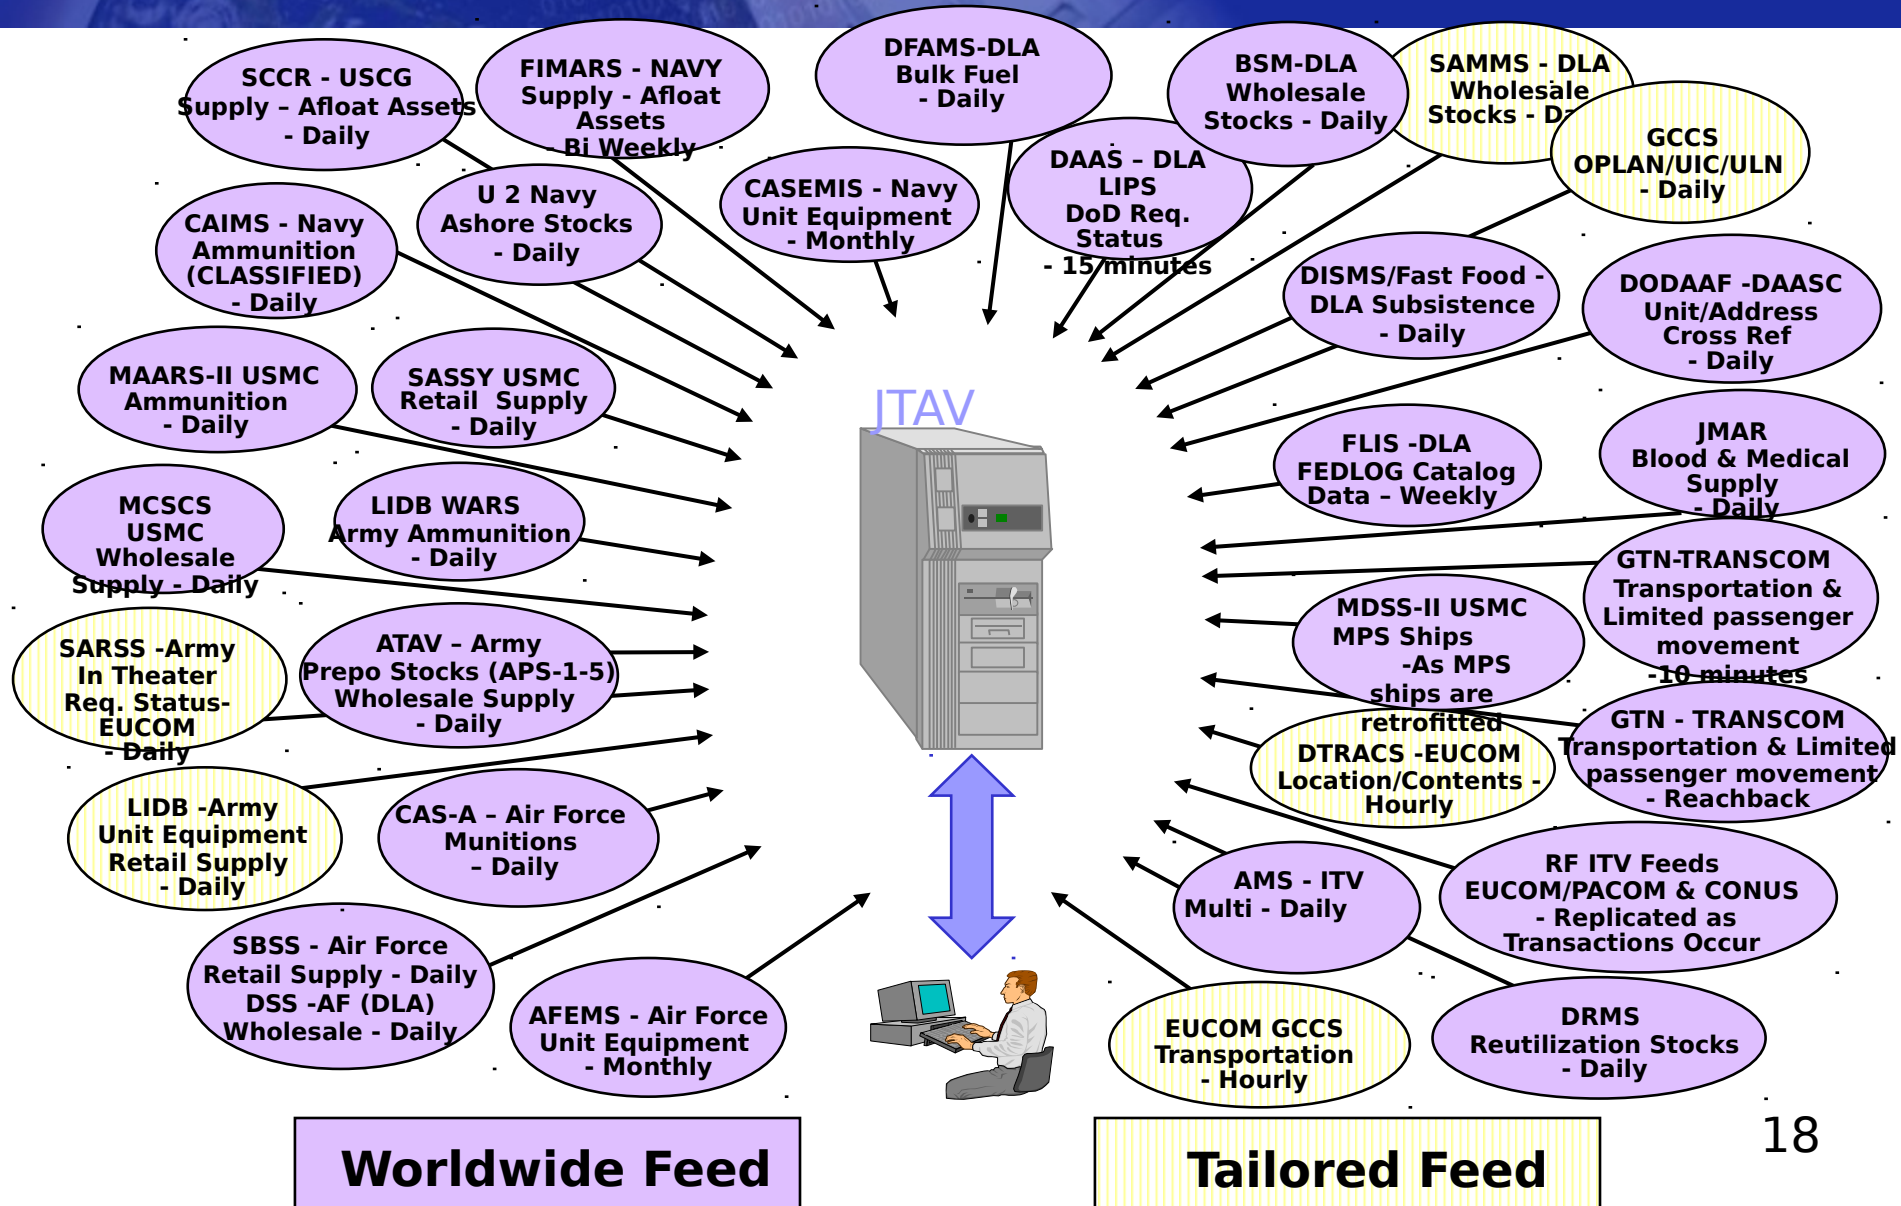 SCCR - USCG
Supply – Afloat Assets
- Daily
FIMARS - NAVY
Supply - Afloat
Assets
- Bi Weekly
DFAMS-DLA
Bulk Fuel
- Daily
BSM-DLA
Wholesale
Stocks - Daily
SAMMS - DLA
Wholesale
Stocks - Da
GCCS
OPLAN/UIC/ULN
- Daily
CAIMS - Navy
Ammunition
(CLASSIFIED)
- Daily
U 2 Navy
Ashore Stocks
- Daily
CASEMIS - Navy
Unit Equipment
- Monthly
DAAS – DLA
LIPS
DoD Req.
Status
- 15 minutes
DISMS/Fast Food -
DLA Subsistence
- Daily
DODAAF -DAASC
Unit/Address
Cross Ref
- Daily
MAARS-II USMC
Ammunition
- Daily
SASSY USMC
Retail  Supply
- Daily
JTAV
FLIS -DLA
FEDLOG Catalog
Data – Weekly
JMAR
Blood & Medical
Supply
- Daily
MCSCS
USMC
Wholesale
Supply - Daily
LIDB WARS
Army Ammunition
- Daily
GTN-TRANSCOM
Transportation &
Limited passenger
movement
-10 minutes
MDSS-II USMC
MPS Ships
-As MPS
ships are
retrofitted
SARSS -Army
In Theater
Req. Status-
EUCOM
- Daily
ATAV – Army
Prepo Stocks (APS-1-5)
Wholesale Supply
- Daily
GTN - TRANSCOM
Transportation & Limited
passenger movement
- Reachback
DTRACS -EUCOM
Location/Contents -
Hourly
LIDB -Army
Unit Equipment
Retail Supply
- Daily
CAS-A – Air Force
Munitions
– Daily
AMS - ITV
Multi - Daily
RF ITV Feeds
EUCOM/PACOM & CONUS
- Replicated as
Transactions Occur
SBSS - Air Force
Retail Supply - Daily
DSS -AF (DLA)
Wholesale - Daily
AFEMS - Air Force
Unit Equipment
- Monthly
EUCOM GCCS
Transportation
- Hourly
DRMS
Reutilization Stocks
- Daily
Worldwide Feed
Tailored Feed
18